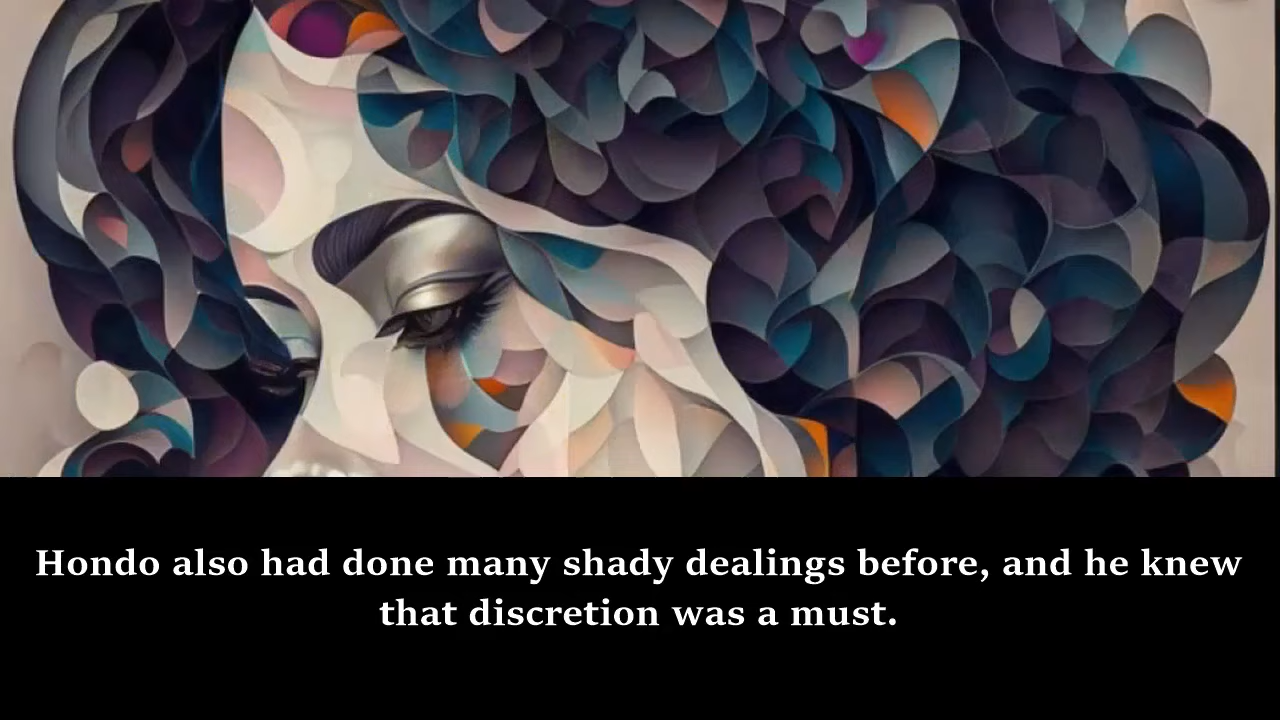 Hondo also had done many shady dealings before, and he knew
that discretion was a must.